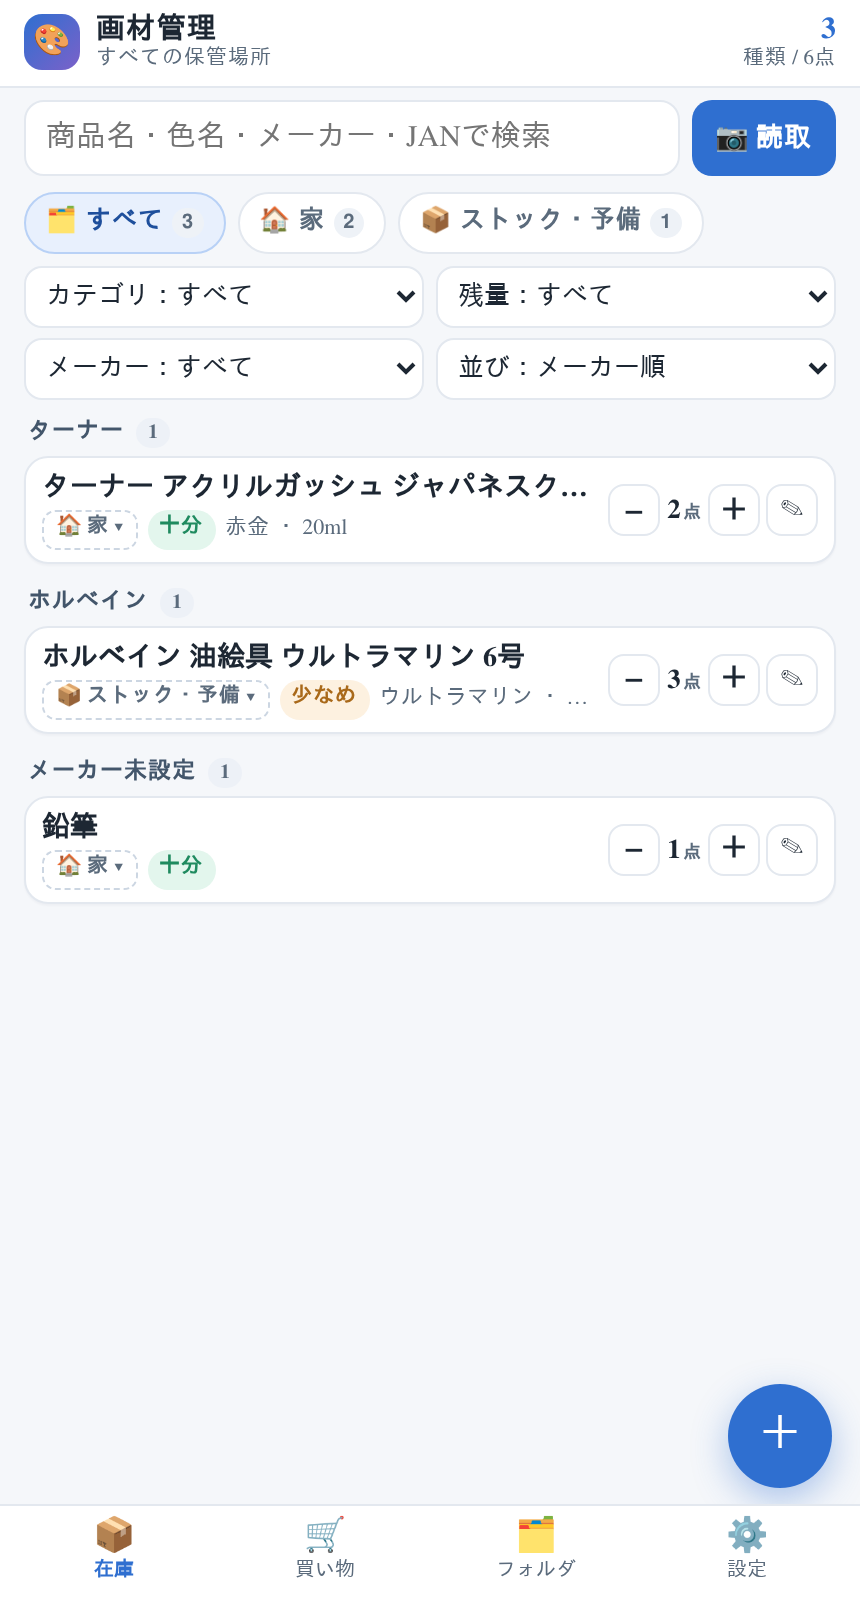 画材管理
すべての保管場所
3
種類 / 6点
商品名・色名・メーカー・JANで検索
読取
すべて 3
家 2
ストック・予備 1
カテゴリ：すべて
残量：すべて
メーカー：すべて
並び：メーカー順
ターナー 1
ターナー アクリルガッシュ ジャパネスク…
家 ▾ 十分 赤金 ・ 20ml
− 2点 ＋
ホルベイン 1
ホルベイン 油絵具 ウルトラマリン 6号
ストック・予備 ▾ 少なめ ウルトラマリン ・ …
− 3点 ＋
メーカー未設定 1
鉛筆
家 ▾ 十分
− 1点 ＋
＋
在庫
買い物
フォルダ
設定